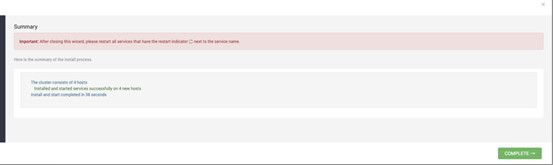 Summary
Important: After closing this wizard, please restart all services that have the restart indicator next to the service name.
Here is the summary of the install process.
The cluster consists of 4 hosts
Installed and started services successfully on 4 new hosts
Install and start completed in 98 seconds
COMPLETE →